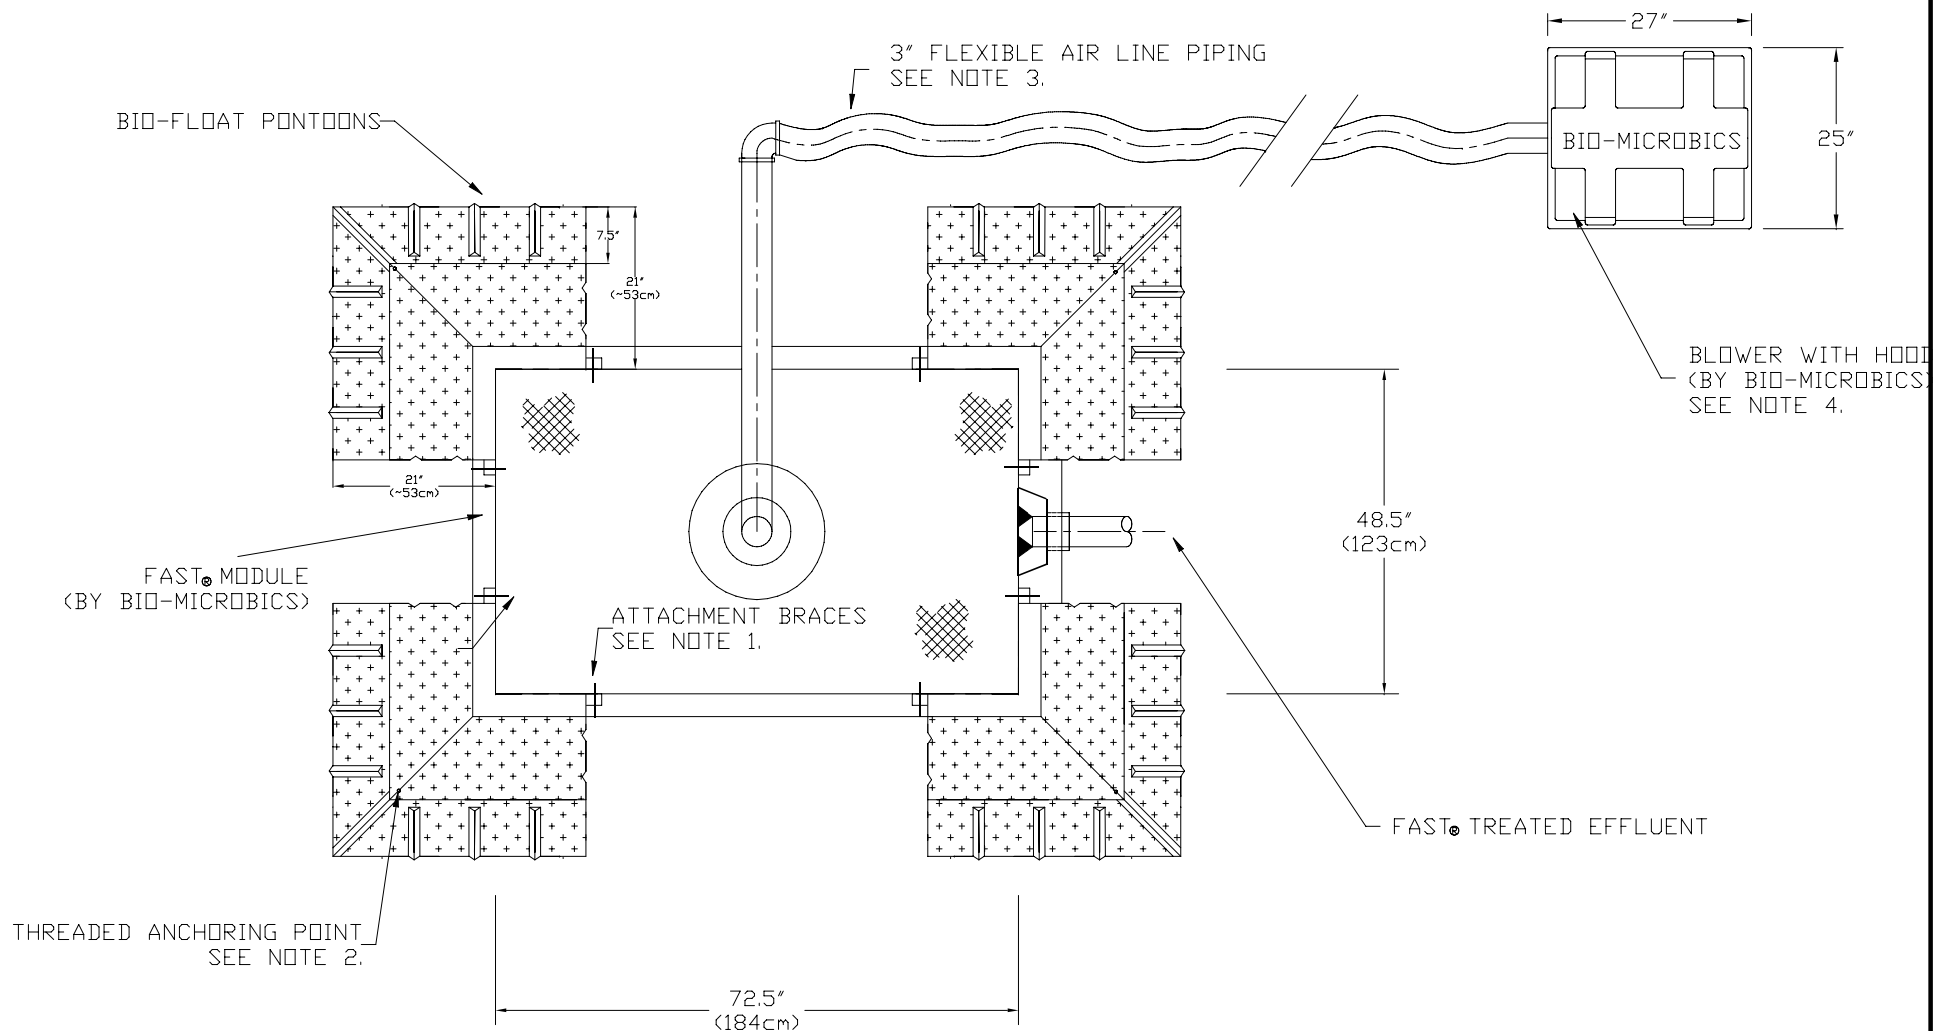 27″
3″ FLEXIBLE AIR LINE PIPING
SEE NOTE 3.
BIO-FLOAT PONTOONS
BIO-MICROBICS
25″
7.5″
21″
(~53cm)
BLOWER WITH HOOD
(BY BIO-MICROBICS)
SEE NOTE 4.
21″
(~53cm)
48.5″
(123cm)
FAST® MODULE
(BY BIO-MICROBICS)
ATTACHMENT BRACES
SEE NOTE 1.
FAST® TREATED EFFLUENT
THREADED ANCHORING POINT
SEE NOTE 2.
72.5″
(184cm)